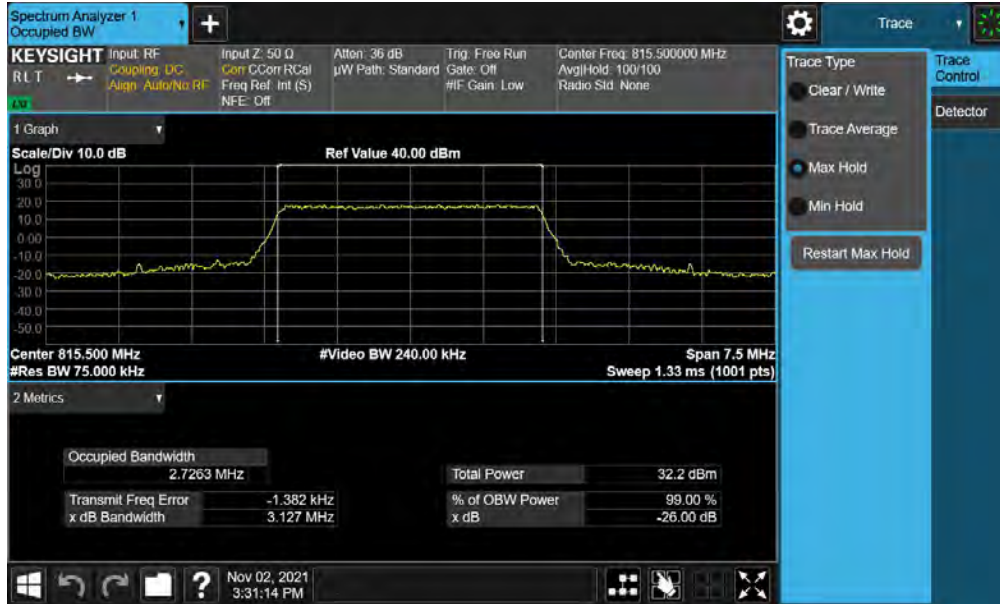 Spectrum Analyzer 1
Occupied BW
+
Trace
KEYSIGHT
RLT
Input: RF
Coupling: DC
Align: Auto/No RF
Input Z: 50 Ω
Corr CCorr RCal
Freq Ref: Int (S)
NFE: Off
Atten: 36 dB
µW Path: Standard
Trig: Free Run
Gate: Off
#IF Gain: Low
Center Freq: 815.500000 MHz
Avg|Hold: 100/100
Radio Std: None
1 Graph
Scale/Div 10.0 dB
Ref Value 40.00 dBm
Log
30.0
20.0
10.0
0.00
-10.0
-20.0
-30.0
-40.0
-50.0
Center 815.500 MHz
#Video BW 240.00 kHz
Span 7.5 MHz
#Res BW 75.000 kHz
Sweep 1.33 ms (1001 pts)
2 Metrics
Occupied Bandwidth
2.7263 MHz
Total Power
32.2 dBm
Transmit Freq Error
-1.382 kHz
% of OBW Power
99.00 %
x dB Bandwidth
3.127 MHz
x dB
-26.00 dB
Trace Type
Clear / Write
Trace Average
Max Hold
Min Hold
Restart Max Hold
Trace
Control
Detector
?
Nov 02, 2021
3:31:14 PM